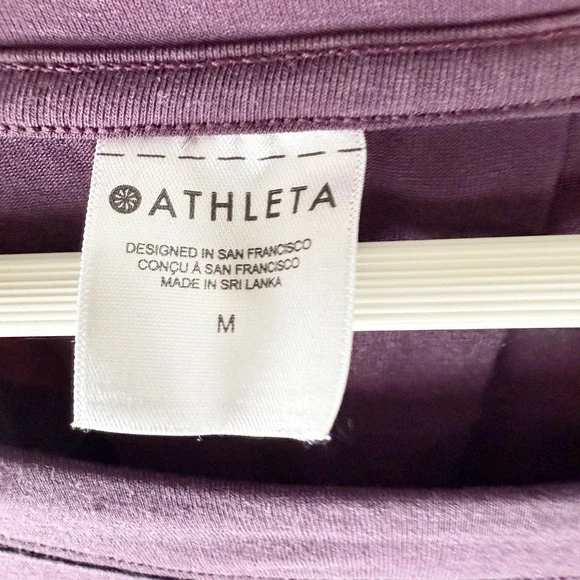 ATHLETA
DESIGNED IN SAN FRANCISCO
CONÇU À SAN FRANCISCO
MADE IN SRI LANKA
M